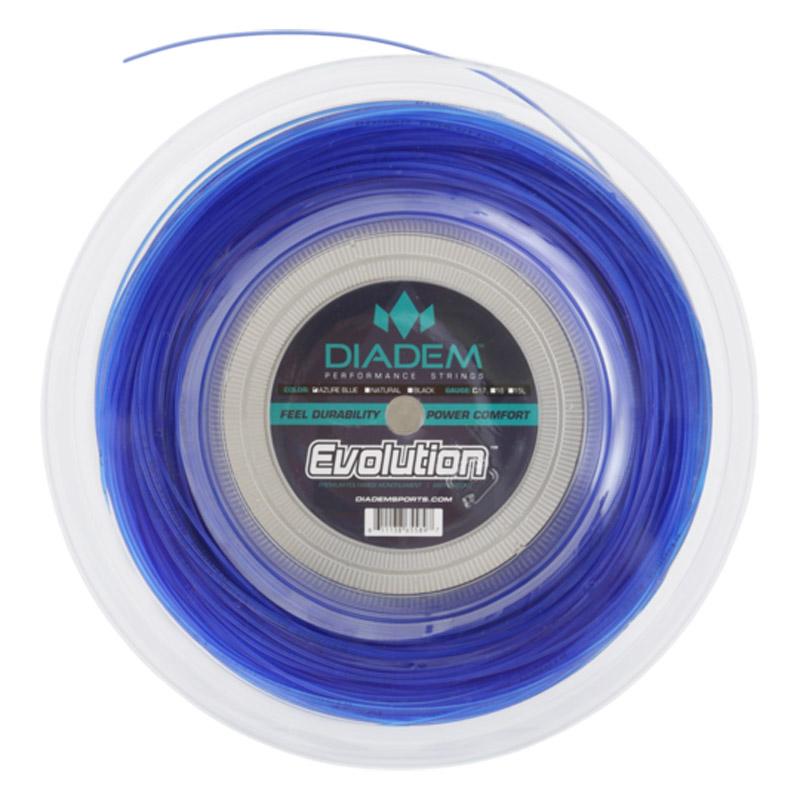 DIADEM™
PERFORMANCE STRINGS
COLOR: AZURE BLUE NATURAL BLACK GAUGE: 17 16 15L
FEEL DURABILITY POWER COMFORT
Evolution™
DIADEMSPORTS.COM